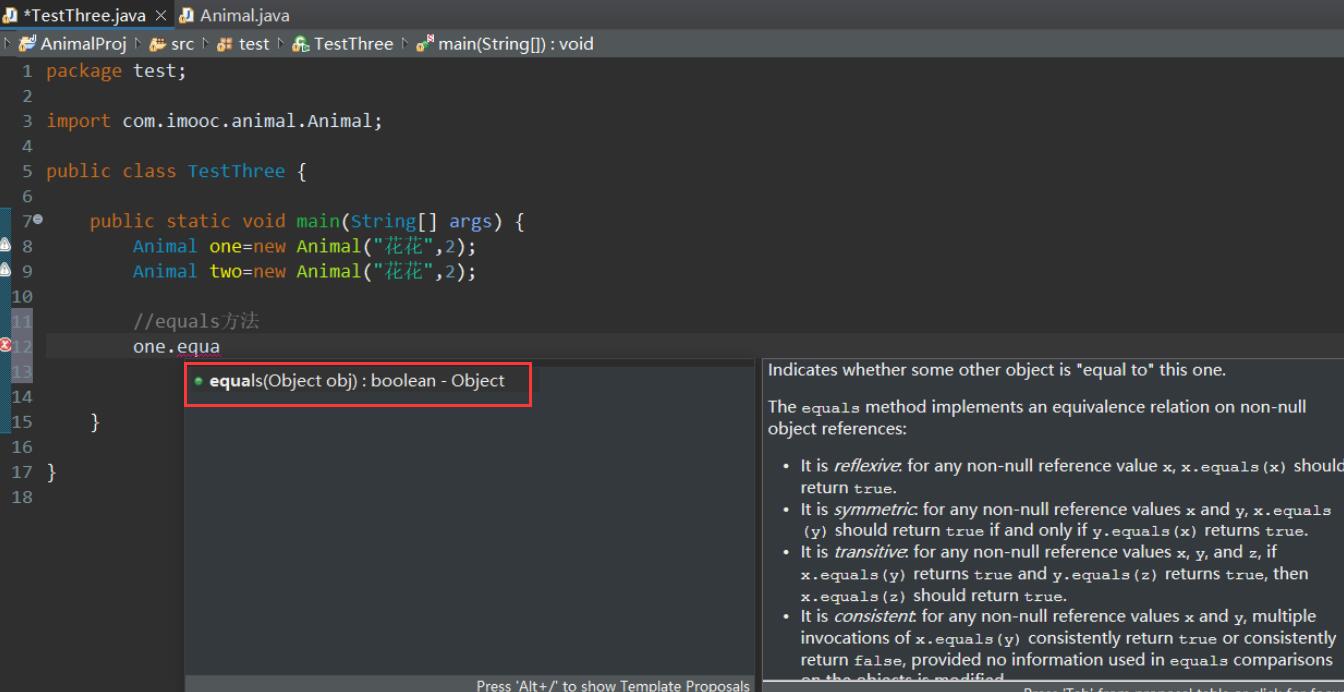 *TestThree.java
Animal.java
AnimalProj src test TestThree main(String[]) : void
1 package test;
2
3 import com.imooc.animal.Animal;
4
5 public class TestThree {
6
7 public static void main(String[] args) {
8 Animal one=new Animal("花花",2);
9 Animal two=new Animal("花花",2);
10
11 //equals方法
12 one.equa
13
14
15 }
16
17 }
18
equals(Object obj) : boolean - Object
Press 'Alt+/' to show Template Proposals
Indicates whether some other object is "equal to" this one.
The equals method implements an equivalence relation on non-null
object references:
• It is reflexive: for any non-null reference value x, x.equals(x) should
return true.
• It is symmetric: for any non-null reference values x and y, x.equals
(y) should return true if and only if y.equals(x) returns true.
• It is transitive: for any non-null reference values x, y, and z, if
x.equals(y) returns true and y.equals(z) returns true, then
x.equals(z) should return true.
• It is consistent: for any non-null reference values x and y, multiple
invocations of x.equals(y) consistently return true or consistently
return false, provided no information used in equals comparisons
on the objects is modified.
Press 'Tab' from proposal table or click for